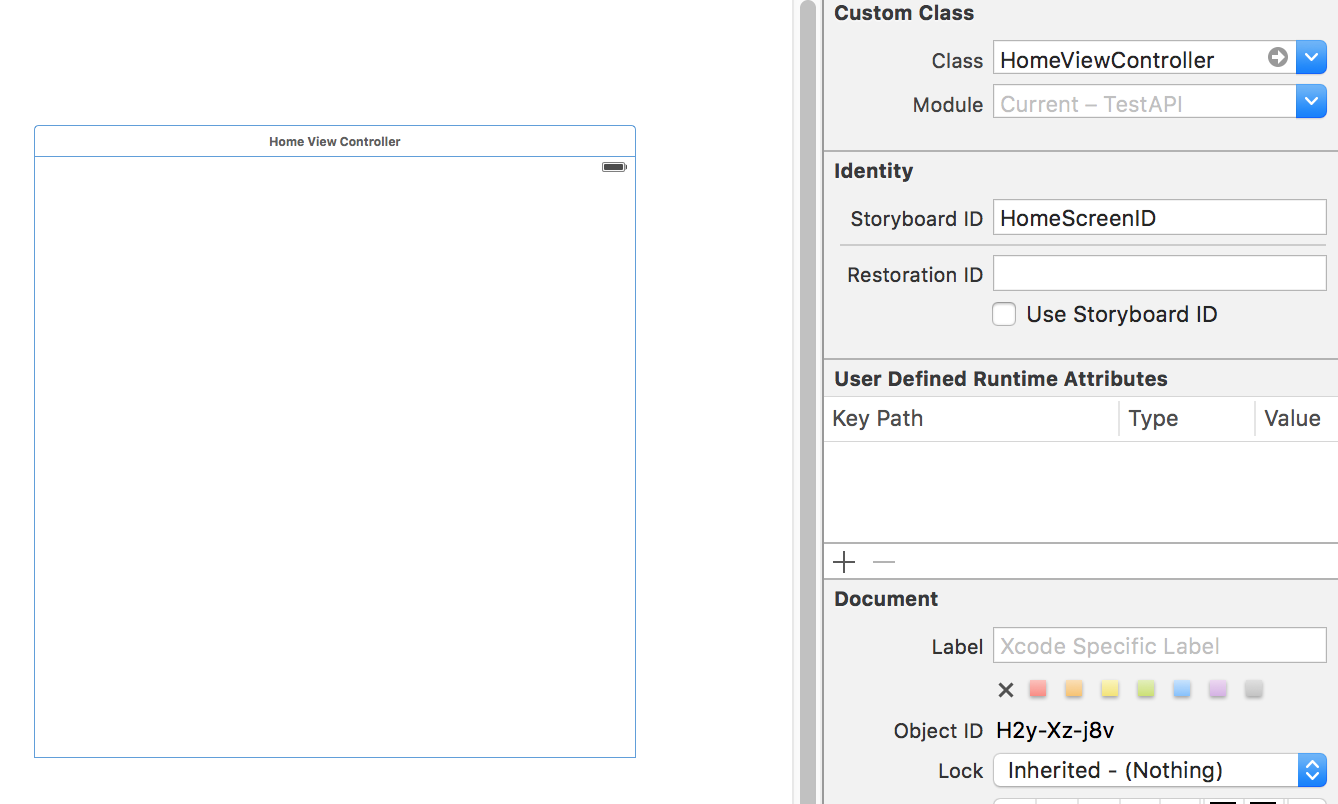 Home View Controller
Custom Class
Class HomeViewController
Module Current – TestAPI
Identity
Storyboard ID HomeScreenID
Restoration ID
Use Storyboard ID
User Defined Runtime Attributes
Key Path Type Value
Document
Label Xcode Specific Label
Object ID H2y-Xz-j8v
Lock Inherited - (Nothing)